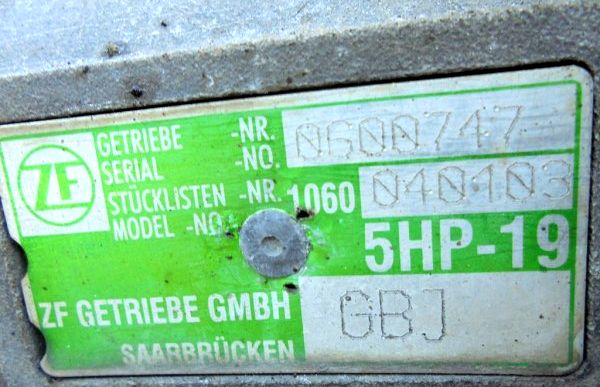 ZF
GETRIEBE -NR. 0600747
SERIAL -NO.
STÜCKLISTEN -NR. 1060 040103
MODEL -NO.
5HP-19
ZF GETRIEBE GMBH GBJ
SAARBRÜCKEN